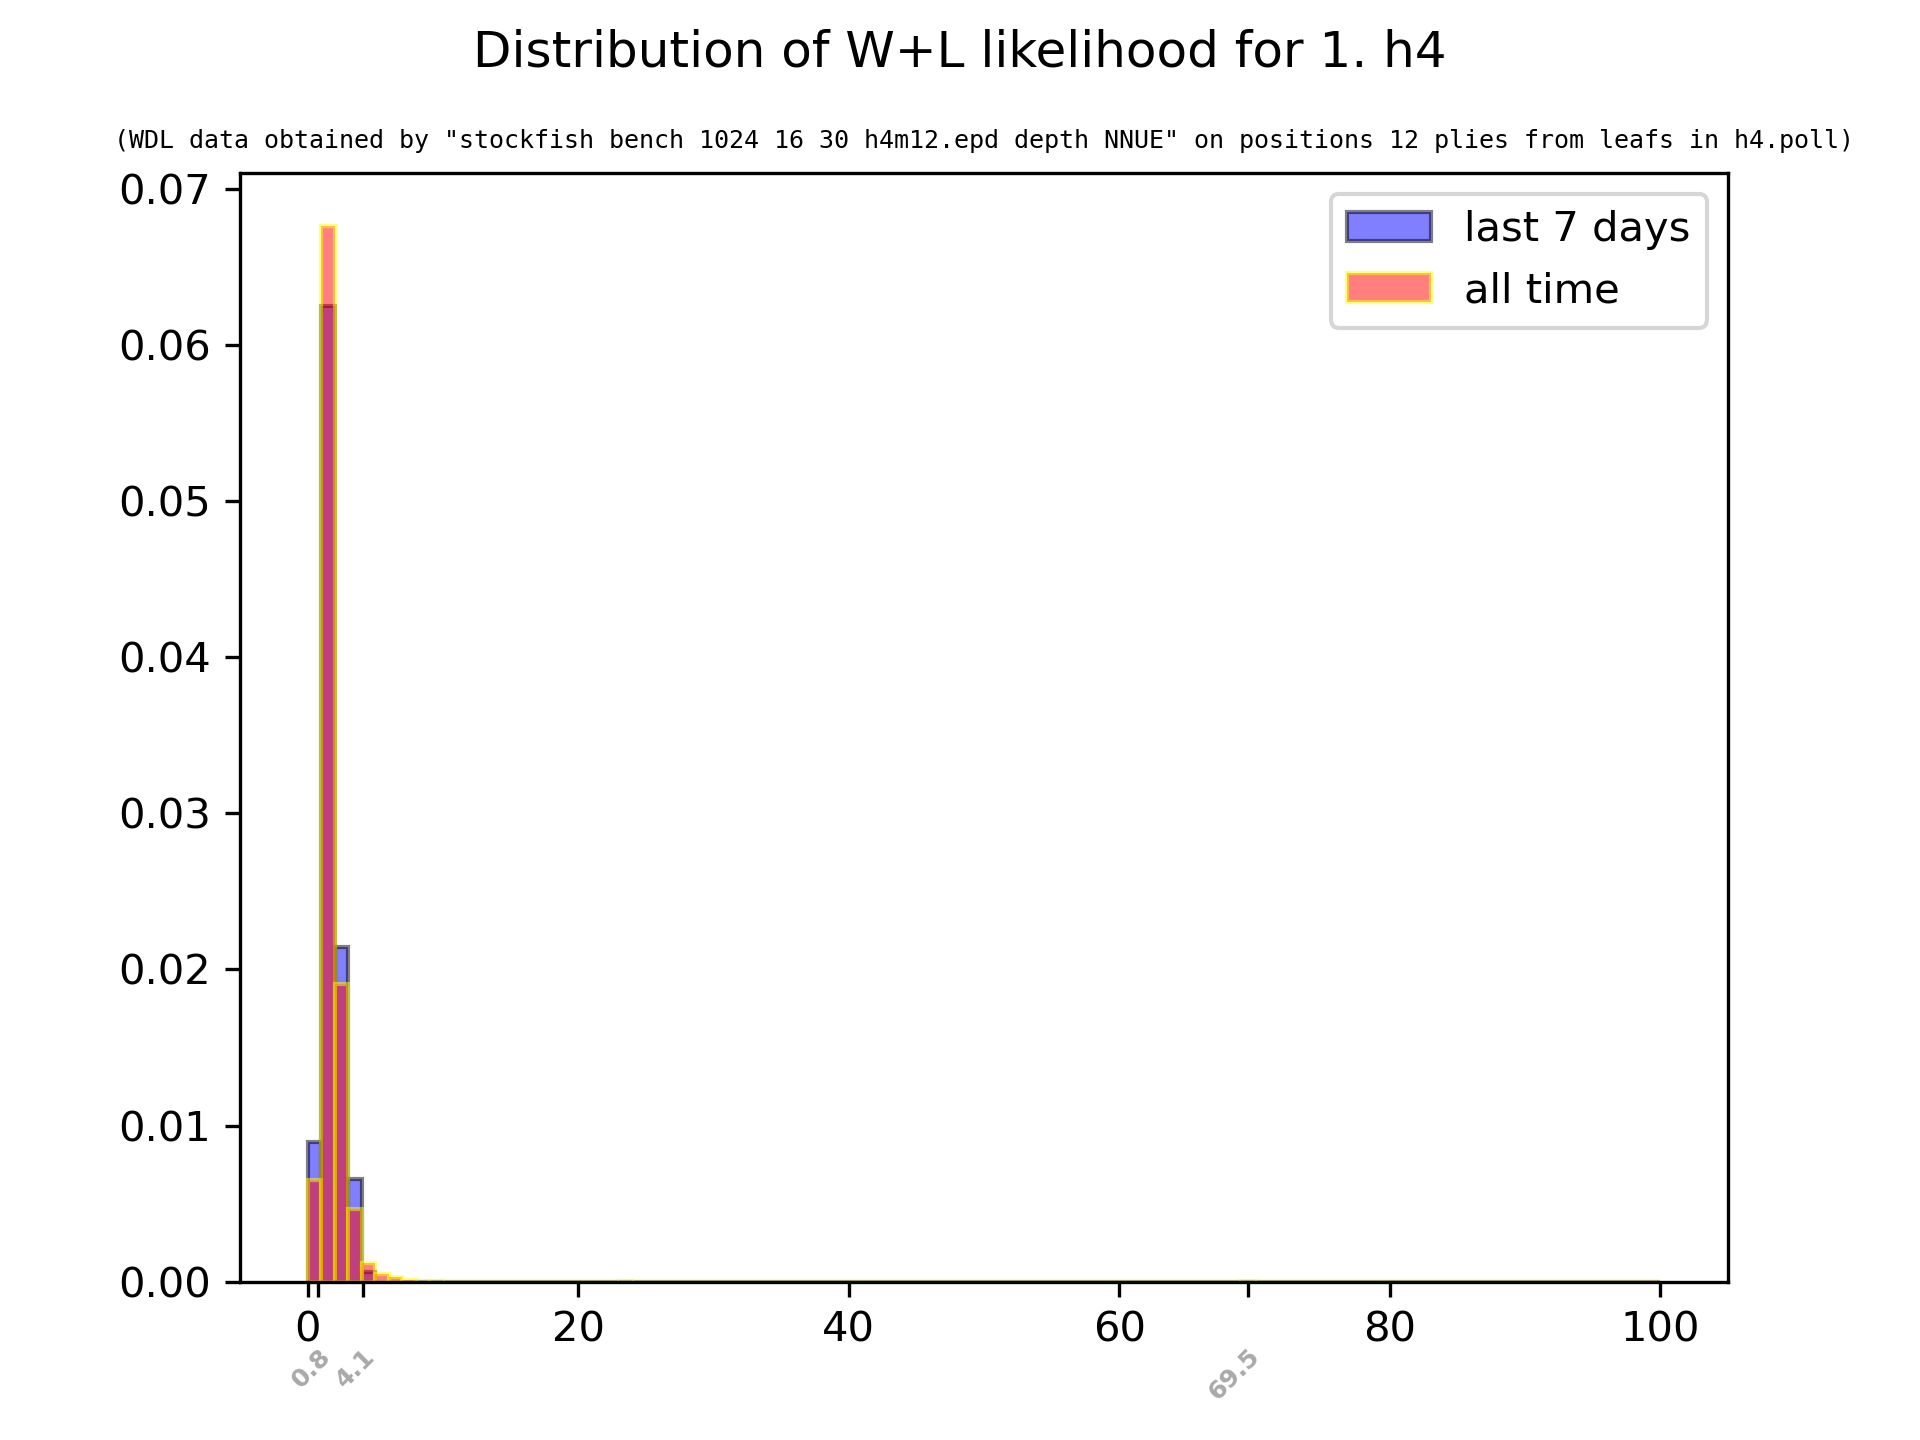 Distribution of W+L likelihood for 1. h4
(WDL data obtained by "stockfish bench 1024 16 30 h4m12.epd depth NNUE" on positions 12 plies from leafs in h4.poll)
last 7 days
all time
0.07
0.06
0.05
0.04
0.03
0.02
0.01
0.00
0 20 40 60 80 100
0.8 4.1 69.5